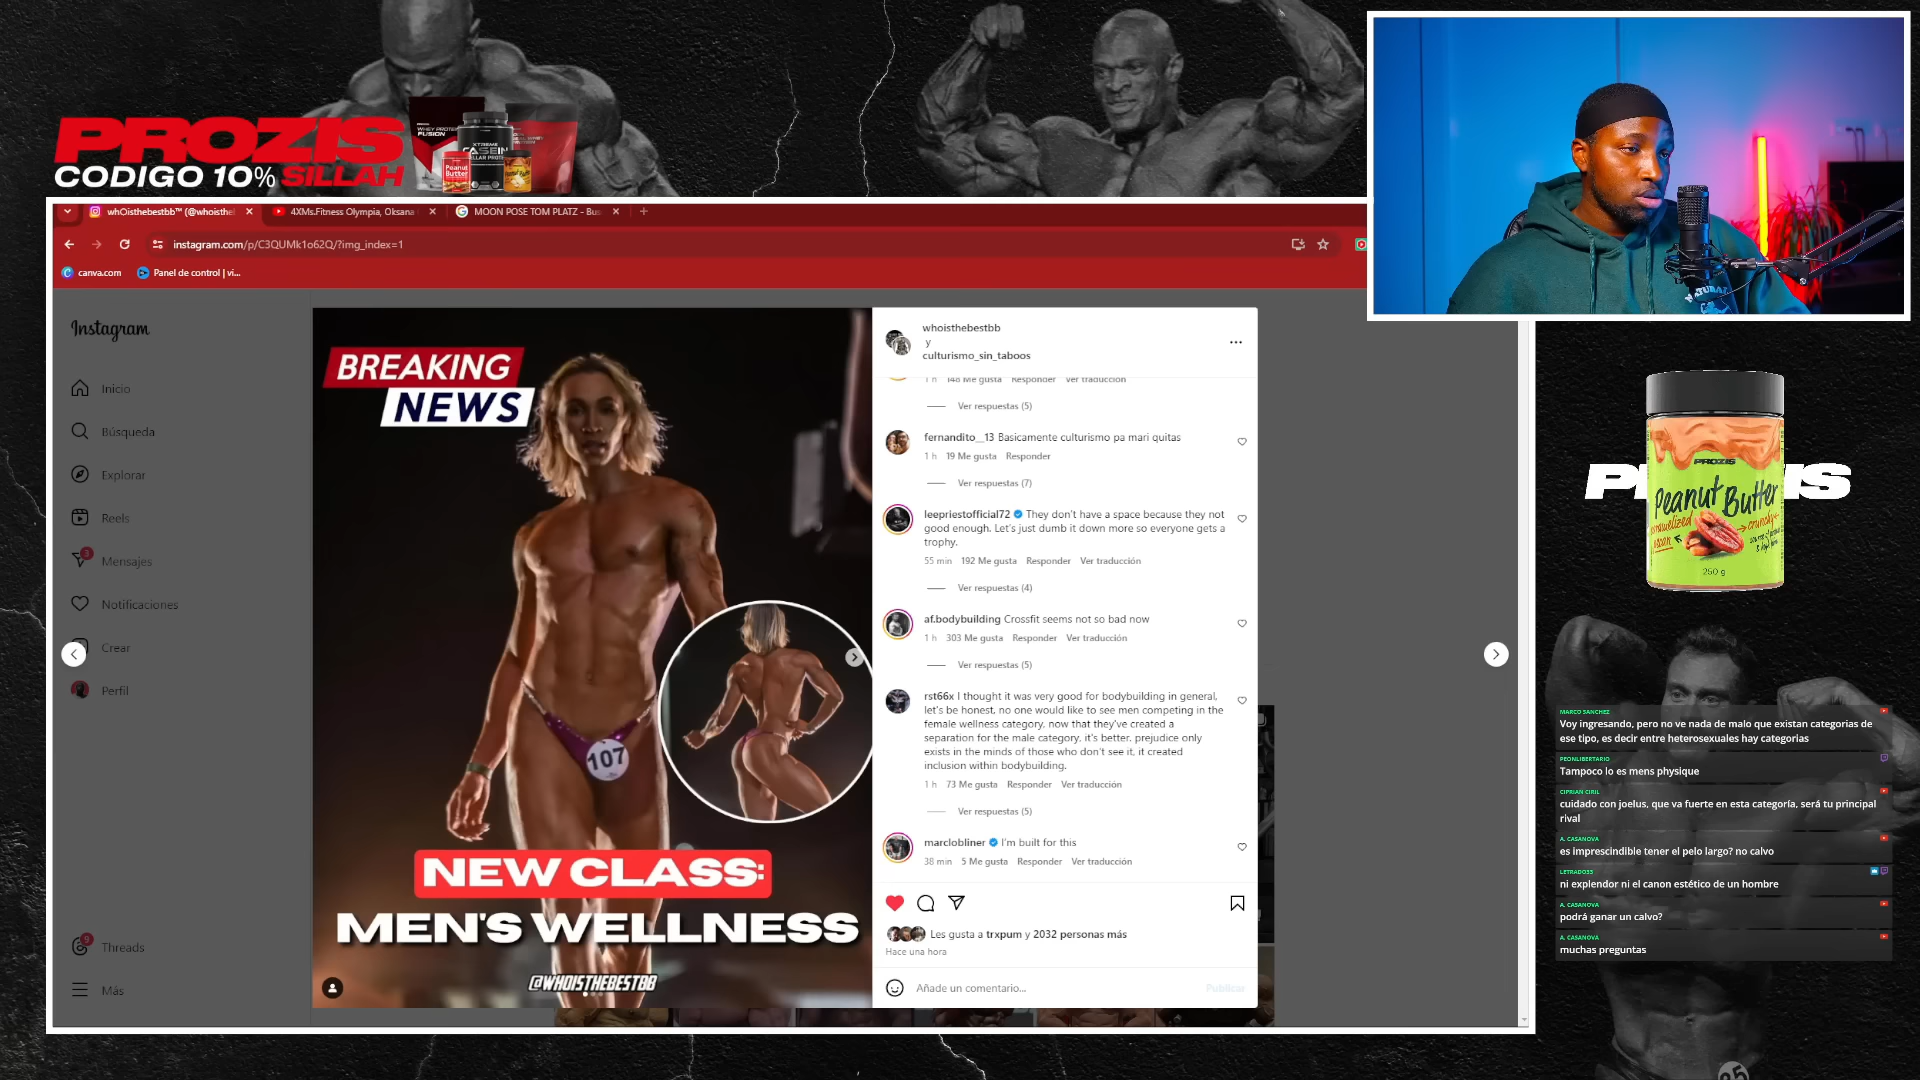 PROZIS
CODIGO 10% SILLAH
whOisthebestbb™ (@whoisthel
4XMs.Fitness Olympia, Oksana
MOON POSE TOM PLATZ - Bus
instagram.com/p/C3QUMk1o62Q/?img_index=1
canva.com
Panel de control | vi...
Instagram
Inicio
Búsqueda
Explorar
Reels
3
Mensajes
Notificaciones
Crear
Perfil
9
Threads
Más
BREAKING
NEWS
107
NEW CLASS:
MEN'S WELLNESS
@WHOISTHEBESTBB
whoisthebestbb
y
culturismo_sin_taboos
1 h 148 Me gusta Responder Ver traducción
Ver respuestas (5)
fernandito__13 Basicamente culturismo pa mari quitas
1 h 19 Me gusta Responder
Ver respuestas (7)
leepriestofficial72 They don't have a space because they not
good enough. Let's just dumb it down more so everyone gets a
trophy.
55 min 192 Me gusta Responder Ver traducción
Ver respuestas (4)
af.bodybuilding Crossfit seems not so bad now
1 h 303 Me gusta Responder Ver traducción
Ver respuestas (5)
rst66x I thought it was very good for bodybuilding in general,
let's be honest, no one would like to see men competing in the
female wellness category, now that they've created a
separation for the male category, it's better. prejudice only
exists in the minds of those who don't see it, it created
inclusion within bodybuilding.
1 h 73 Me gusta Responder Ver traducción
Ver respuestas (5)
marclobliner I'm built for this
38 min 5 Me gusta Responder Ver traducción
Les gusta a trxpum y 2032 personas más
Hace una hora
Añade un comentario...
Publicar
PROZIS
Peanut Butter
crunchy
250 g
MARCO SANCHEZ
Voy ingresando, pero no ve nada de malo que existan categorias de
ese tipo, es decir entre heterosexuales hay categorias
PEONLIBERTARIO
Tampoco lo es mens physique
CIPRIAN CIRIL
cuidado con joelus, que va fuerte en esta categoría, será tu principal
rival
A. CASANOVA
es imprescindible tener el pelo largo? no calvo
LETRADO33
ni explendor ni el canon estético de un hombre
A. CASANOVA
podrá ganar un calvo?
A. CASANOVA
muchas preguntas